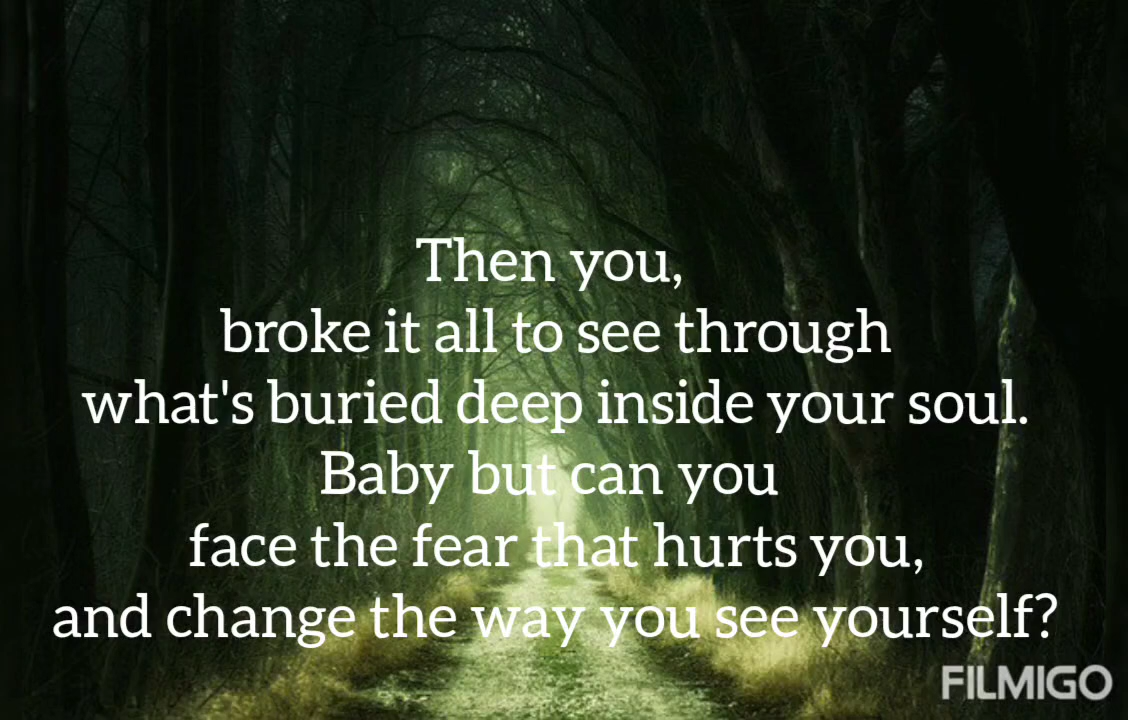 Then you,
broke it all to see through
what's buried deep inside your soul.
Baby but can you
face the fear that hurts you,
and change the way you see yourself?
FILMIGO